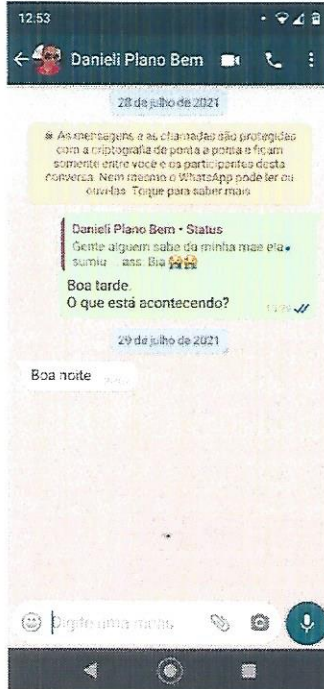 12:53
Danieli Plano Bem
28 de julho de 2021
As mensagens e as chamadas são protegidas
com a criptografia de ponta a ponta e ficam
somente entre você e os participantes desta
conversa. Nem mesmo o WhatsApp pode ler ou
ouvi-las. Toque para saber mais.
Danieli Plano Bem • Status
Gente alguem sabe da minha mae ela
sumiu ass. Bia
Boa tarde.
O que está acontecendo?
29 de julho de 2021
Boa noite
Digite uma